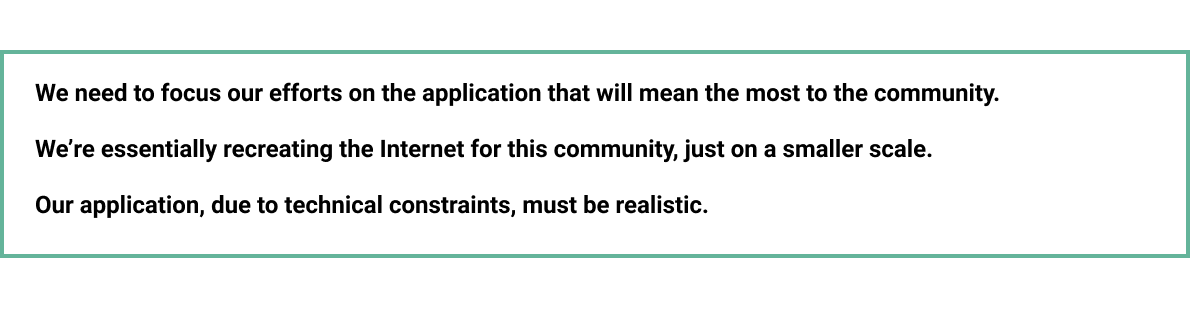 We need to focus our efforts on the application that will mean the most to the community.
We’re essentially recreating the Internet for this community, just on a smaller scale.
Our application, due to technical constraints, must be realistic.